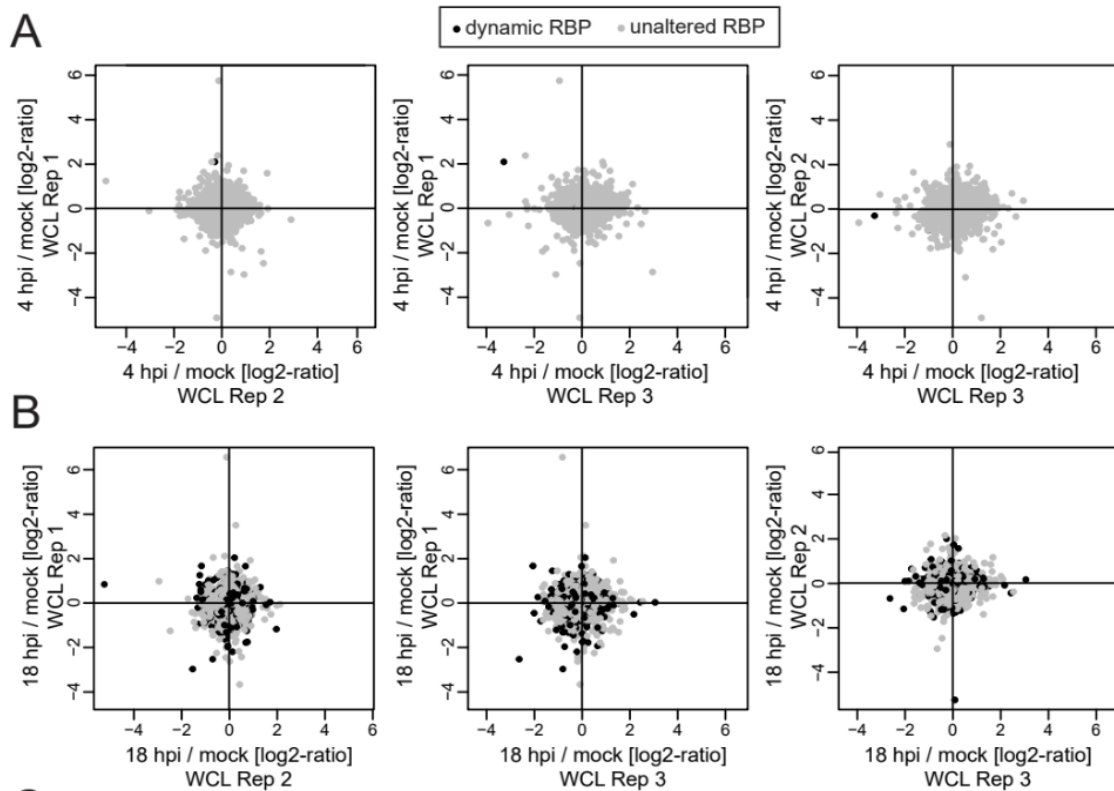 A
dynamic RBP unaltered RBP
4 hpi / mock [log2-ratio]
WCL Rep 1
6
4
2
0
−2
−4
−4 −2 0 2 4 6
4 hpi / mock [log2-ratio]
WCL Rep 2
4 hpi / mock [log2-ratio]
WCL Rep 1
6
4
2
0
−2
−4
−4 −2 0 2 4 6
4 hpi / mock [log2-ratio]
WCL Rep 3
4 hpi / mock [log2-ratio]
WCL Rep 2
6
4
2
0
−2
−4
−4 −2 0 2 4 6
4 hpi / mock [log2-ratio]
WCL Rep 3
B
18 hpi / mock [log2-ratio]
WCL Rep 1
6
4
2
0
−2
−4
−4 −2 0 2 4 6
18 hpi / mock [log2-ratio]
WCL Rep 2
18 hpi / mock [log2-ratio]
WCL Rep 1
6
4
2
0
−2
−4
−4 −2 0 2 4 6
18 hpi / mock [log2-ratio]
WCL Rep 3
18 hpi / mock [log2-ratio]
WCL Rep 2
6
4
2
0
−2
−4
−4 −2 0 2 4 6
18 hpi / mock [log2-ratio]
WCL Rep 3